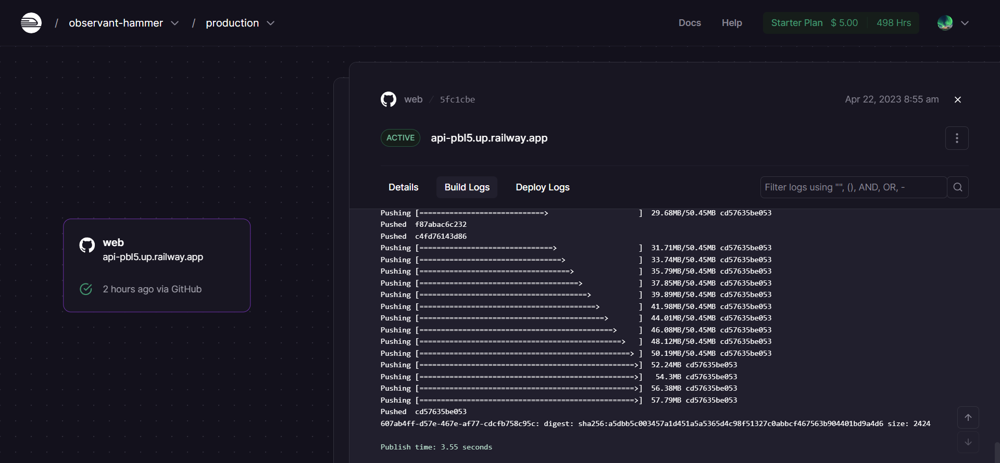 / observant-hammer / production Docs Help Starter Plan $ 5.00 498 Hrs
web / 5fc1cbe Apr 22, 2023 8:55 am
ACTIVE api-pbl5.up.railway.app
Details Build Logs Deploy Logs Filter logs using "", (), AND, OR, -
web
api-pbl5.up.railway.app
2 hours ago via GitHub
Pushing [=============================>                     ]  29.68MB/50.45MB cd57635be053
Pushed  f87abac6c232
Pushed  c4fd76143d86
Pushing [===============================>                   ]  31.71MB/50.45MB cd57635be053
Pushing [=================================>                 ]  33.74MB/50.45MB cd57635be053
Pushing [===================================>               ]  35.79MB/50.45MB cd57635be053
Pushing [=====================================>             ]  37.85MB/50.45MB cd57635be053
Pushing [=======================================>           ]  39.89MB/50.45MB cd57635be053
Pushing [=========================================>         ]  41.98MB/50.45MB cd57635be053
Pushing [===========================================>       ]  44.01MB/50.45MB cd57635be053
Pushing [=============================================>     ]  46.08MB/50.45MB cd57635be053
Pushing [===============================================>   ]  48.12MB/50.45MB cd57635be053
Pushing [=================================================> ]  50.19MB/50.45MB cd57635be053
Pushing [==================================================>]  52.24MB cd57635be053
Pushing [==================================================>]   54.3MB cd57635be053
Pushing [==================================================>]  56.38MB cd57635be053
Pushing [==================================================>]  57.79MB cd57635be053
Pushed  cd57635be053
607ab4ff-d57e-467e-af77-cdcfb758c95c: digest: sha256:a5dbb5c003457a1d451a5a5365d4c98f51327c0abbcf467563b904401bd9a4d6 size: 2424
Publish time: 3.55 seconds